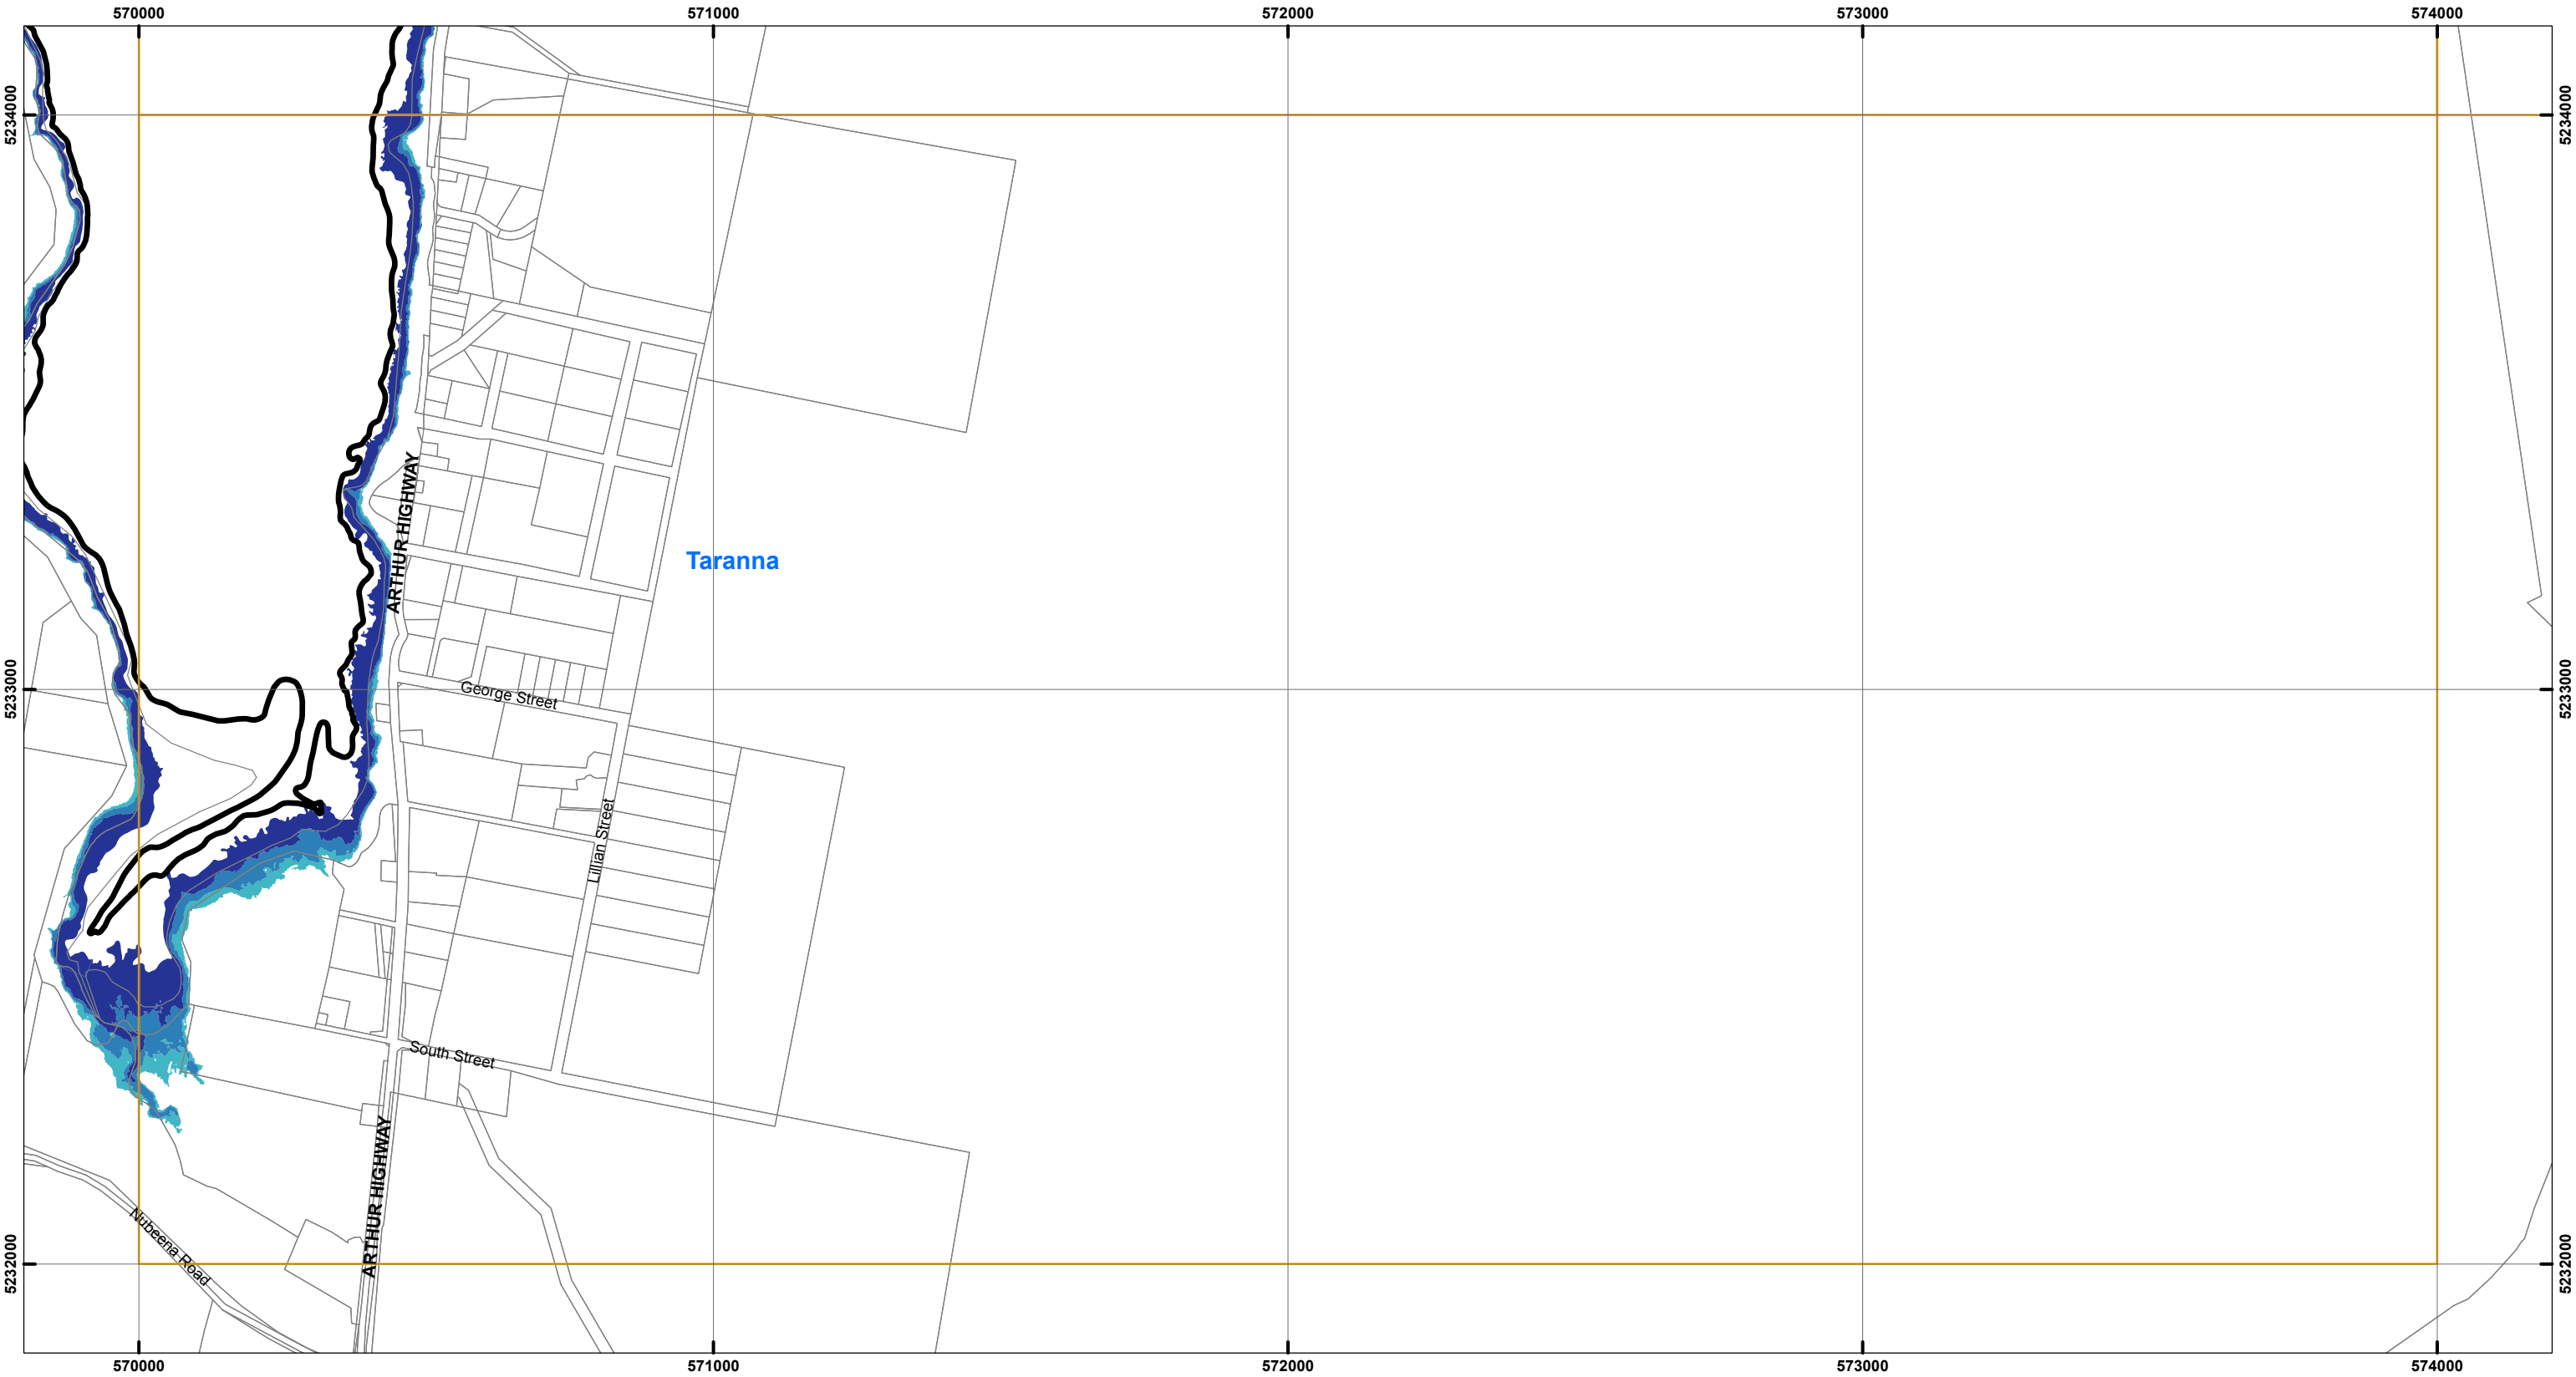 570000 571000 572000 573000 574000
5234000 5234000
ARTHUR HIGHWAY
Taranna
5233000 5233000
George Street
Lillian Street
South Street
ARTHUR HIGHWAY
Nubeena Road
5232000 5232000
570000 571000 572000 573000 574000